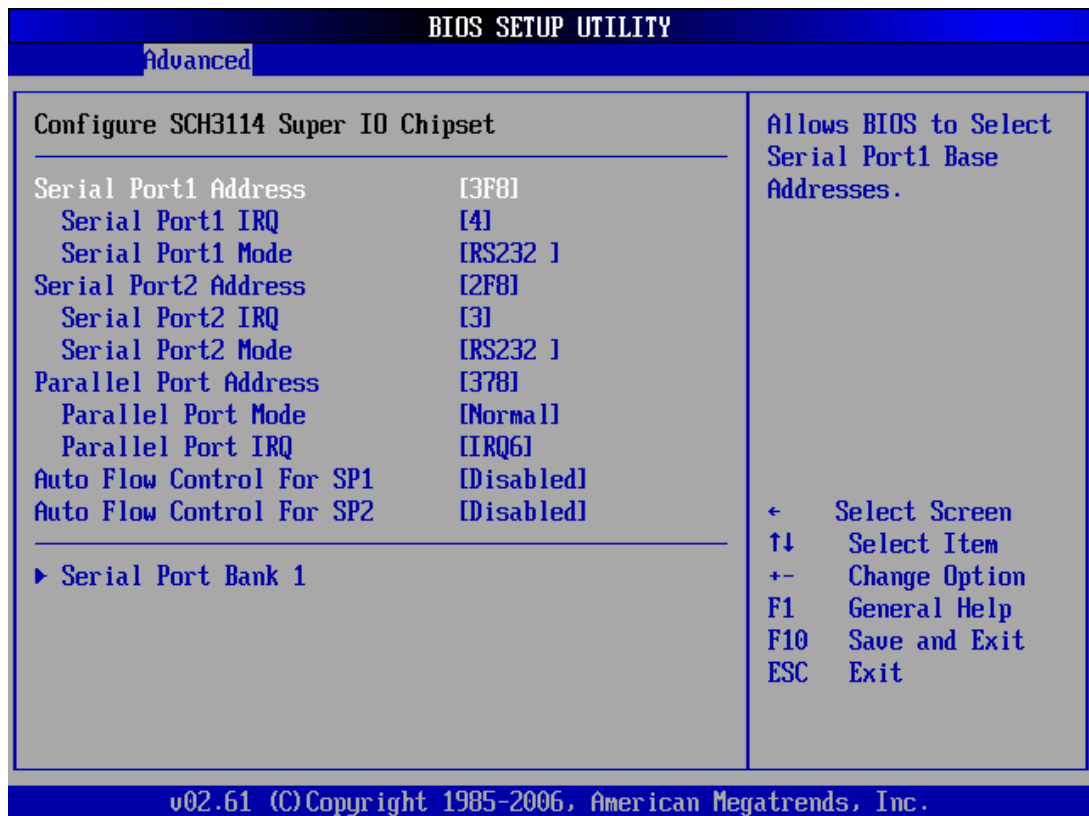 BIOS SETUP UTILITY
Advanced
Configure SCH3114 Super IO Chipset
Serial Port1 Address [3F8]
Serial Port1 IRQ [4]
Serial Port1 Mode [RS232 ]
Serial Port2 Address [2F8]
Serial Port2 IRQ [3]
Serial Port2 Mode [RS232 ]
Parallel Port Address [378]
Parallel Port Mode [Normal]
Parallel Port IRQ [IRQ6]
Auto Flow Control For SP1 [Disabled]
Auto Flow Control For SP2 [Disabled]
▶ Serial Port Bank 1
Allows BIOS to Select
Serial Port1 Base
Addresses.
← Select Screen
↑↓ Select Item
+- Change Option
F1 General Help
F10 Save and Exit
ESC Exit
v02.61 (C)Copyright 1985-2006, American Megatrends, Inc.